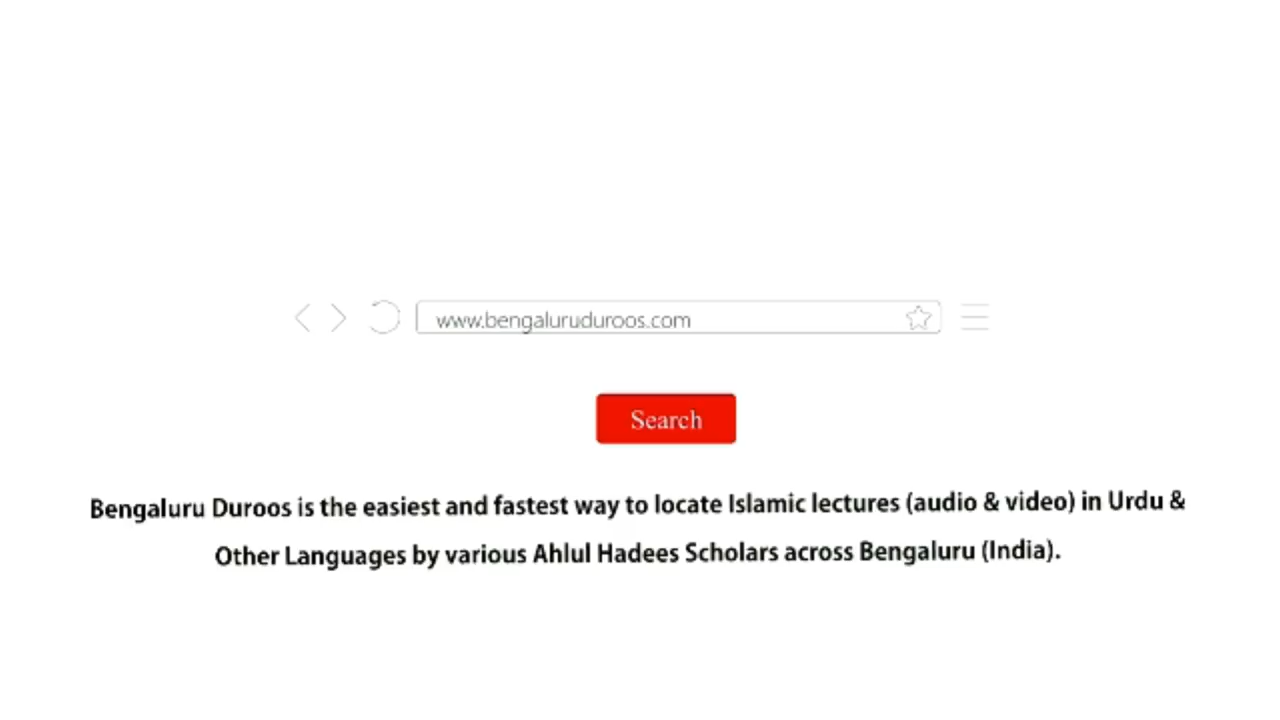 www.bengaluruduroos.com
Search
Bengaluru Duroos is the easiest and fastest way to locate Islamic lectures (audio & video) in Urdu &
Other Languages by various Ahlul Hadees Scholars across Bengaluru (India).